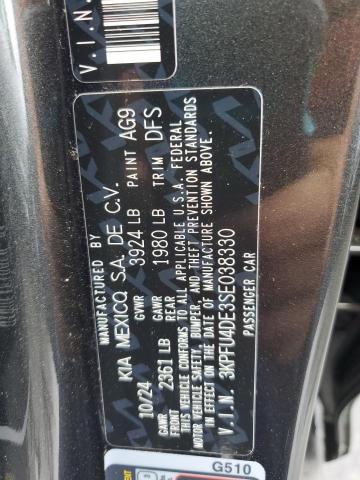 V.I.N.
MANUFACTURED BY
KIA MEXICO, S.A. DE C.V.
10/24 GVWR 3924 LB PAINT AG9
GAWR FRONT 2361 LB GAWR REAR 1980 LB TRIM DFS
THIS VEHICLE CONFORMS TO ALL APPLICABLE U.S.A. FEDERAL
MOTOR VEHICLE SAFETY, BUMPER, AND THEFT PREVENTION STANDARDS
IN EFFECT ON THE DATE OF MANUFACTURE SHOWN ABOVE.
V.I.N. 3KPFU4DE3SE038330
PASSENGER CAR
G510